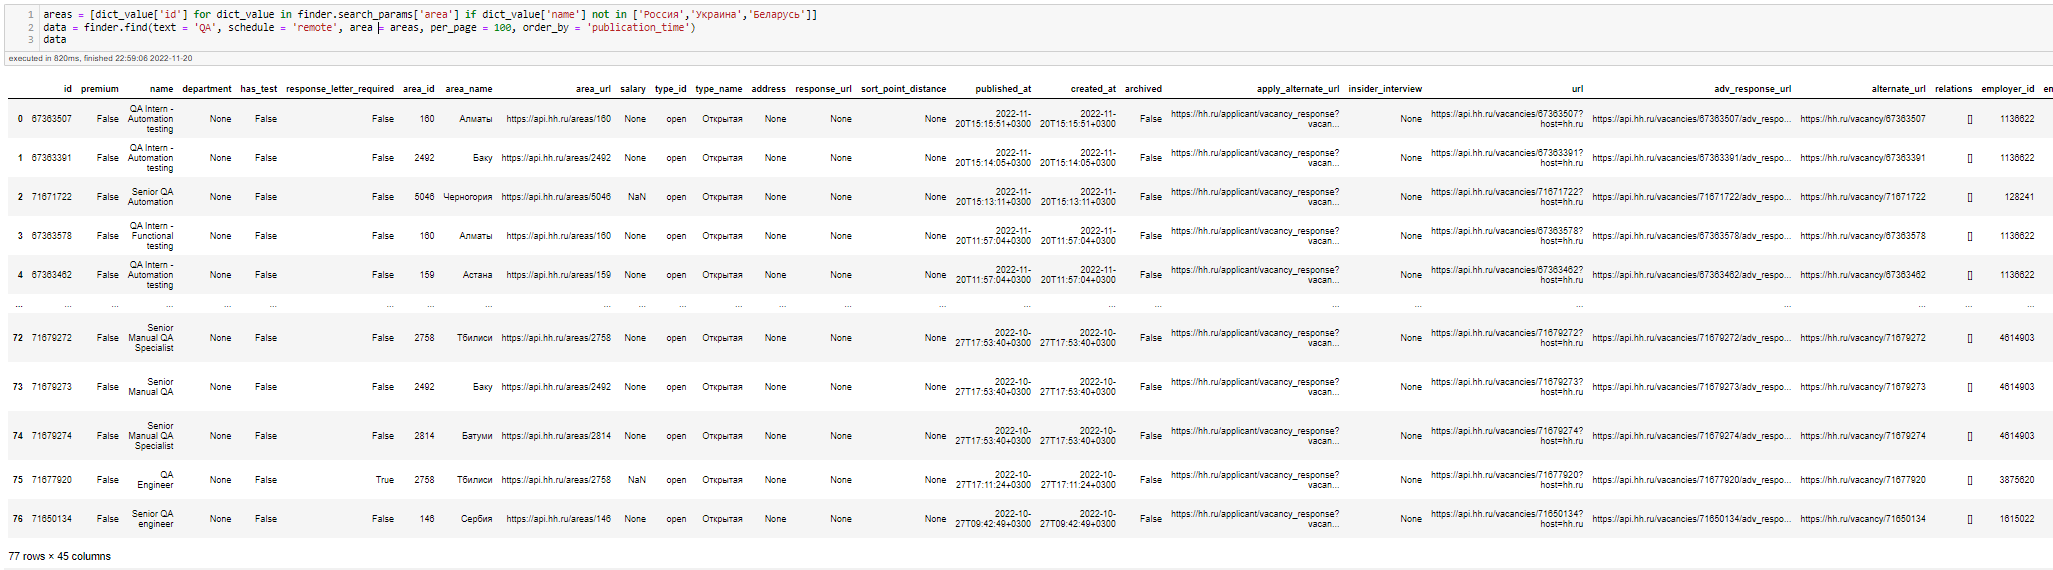 1 areas = [dict_value['id'] for dict_value in finder.search_params['area'] if dict_value['name'] not in ['Россия','Украина','Беларусь']]
2 data = finder.find(text = 'QA', schedule = 'remote', area = areas, per_page = 100, order_by = 'publication_time')
3 data
executed in 820ms, finished 22:59:06 2022-11-20
id premium name department has_test response_letter_required area_id area_name area_url salary type_id type_name address response_url sort_point_distance published_at created_at archived apply_alternate_url insider_interview url adv_response_url alternate_url relations employer_id en
0 67363507 False QA Intern - Automation testing None False False 160 Алматы https://api.hh.ru/areas/160 None open Открытая None None None 2022-11-20T15:15:51+0300 2022-11-20T15:15:51+0300 False https://hh.ru/applicant/vacancy_response?vacan... None https://api.hh.ru/vacancies/67363507?host=hh.ru https://api.hh.ru/vacancies/67363507/adv_respo... https://hh.ru/vacancy/67363507 [] 1136622
1 67363391 False QA Intern - Automation testing None False False 2492 Баку https://api.hh.ru/areas/2492 None open Открытая None None None 2022-11-20T15:14:05+0300 2022-11-20T15:14:05+0300 False https://hh.ru/applicant/vacancy_response?vacan... None https://api.hh.ru/vacancies/67363391?host=hh.ru https://api.hh.ru/vacancies/67363391/adv_respo... https://hh.ru/vacancy/67363391 [] 1136622
2 71671722 False Senior QA Automation None False False 5046 Черногория https://api.hh.ru/areas/5046 NaN open Открытая None None None 2022-11-20T15:13:11+0300 2022-11-20T15:13:11+0300 False https://hh.ru/applicant/vacancy_response?vacan... None https://api.hh.ru/vacancies/71671722?host=hh.ru https://api.hh.ru/vacancies/71671722/adv_respo... https://hh.ru/vacancy/71671722 [] 128241
3 67363578 False QA Intern - Functional testing None False False 160 Алматы https://api.hh.ru/areas/160 None open Открытая None None None 2022-11-20T11:57:04+0300 2022-11-20T11:57:04+0300 False https://hh.ru/applicant/vacancy_response?vacan... None https://api.hh.ru/vacancies/67363578?host=hh.ru https://api.hh.ru/vacancies/67363578/adv_respo... https://hh.ru/vacancy/67363578 [] 1136622
4 67363462 False QA Intern - Automation testing None False False 159 Астана https://api.hh.ru/areas/159 None open Открытая None None None 2022-11-20T11:57:04+0300 2022-11-20T11:57:04+0300 False https://hh.ru/applicant/vacancy_response?vacan... None https://api.hh.ru/vacancies/67363462?host=hh.ru https://api.hh.ru/vacancies/67363462/adv_respo... https://hh.ru/vacancy/67363462 [] 1136622
... ... ... ... ... ... ... ... ... ... ... ... ... ... ... ... ... ... ... ... ... ... ... ... ... ...
72 71679272 False Senior Manual QA Specialist None False False 2758 Тбилиси https://api.hh.ru/areas/2758 None open Открытая None None None 2022-10-27T17:53:40+0300 2022-10-27T17:53:40+0300 False https://hh.ru/applicant/vacancy_response?vacan... None https://api.hh.ru/vacancies/71679272?host=hh.ru https://api.hh.ru/vacancies/71679272/adv_respo... https://hh.ru/vacancy/71679272 [] 4614903
73 71679273 False Senior Manual QA None False False 2492 Баку https://api.hh.ru/areas/2492 None open Открытая None None None 2022-10-27T17:53:40+0300 2022-10-27T17:53:40+0300 False https://hh.ru/applicant/vacancy_response?vacan... None https://api.hh.ru/vacancies/71679273?host=hh.ru https://api.hh.ru/vacancies/71679273/adv_respo... https://hh.ru/vacancy/71679273 [] 4614903
74 71679274 False Senior Manual QA Specialist None False False 2814 Батуми https://api.hh.ru/areas/2814 None open Открытая None None None 2022-10-27T17:53:40+0300 2022-10-27T17:53:40+0300 False https://hh.ru/applicant/vacancy_response?vacan... None https://api.hh.ru/vacancies/71679274?host=hh.ru https://api.hh.ru/vacancies/71679274/adv_respo... https://hh.ru/vacancy/71679274 [] 4614903
75 71677920 False QA Engineer None False True 2758 Тбилиси https://api.hh.ru/areas/2758 NaN open Открытая None None None 2022-10-27T17:11:24+0300 2022-10-27T17:11:24+0300 False https://hh.ru/applicant/vacancy_response?vacan... None https://api.hh.ru/vacancies/71677920?host=hh.ru https://api.hh.ru/vacancies/71677920/adv_respo... https://hh.ru/vacancy/71677920 [] 3875620
76 71650134 False Senior QA engineer None False False 146 Сербия https://api.hh.ru/areas/146 None open Открытая None None None 2022-10-27T09:42:49+0300 2022-10-27T09:42:49+0300 False https://hh.ru/applicant/vacancy_response?vacan... None https://api.hh.ru/vacancies/71650134?host=hh.ru https://api.hh.ru/vacancies/71650134/adv_respo... https://hh.ru/vacancy/71650134 [] 1615022
77 rows × 45 columns